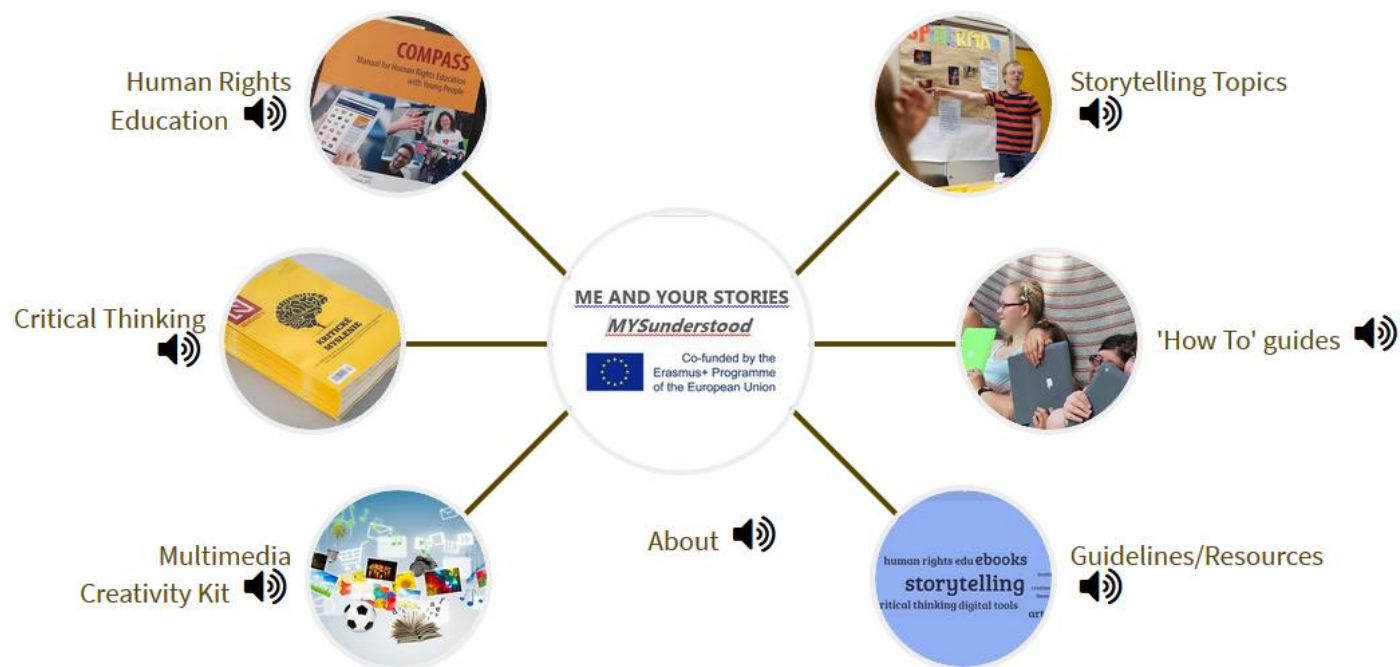 COMPASS
Manual for Human Rights Education
with Young People
Human Rights
Education
SPIDERMAN
Storytelling Topics
Critical Thinking
KRITICKÉ
MYSLENIE
ME AND YOUR STORIES
MYSunderstood
Co-funded by the
Erasmus+ Programme
of the European Union
'How To' guides
Multimedia
Creativity Kit
About
human rights edu ebooks
storytelling
ritical thinking digital tools
art
Guidelines/Resources